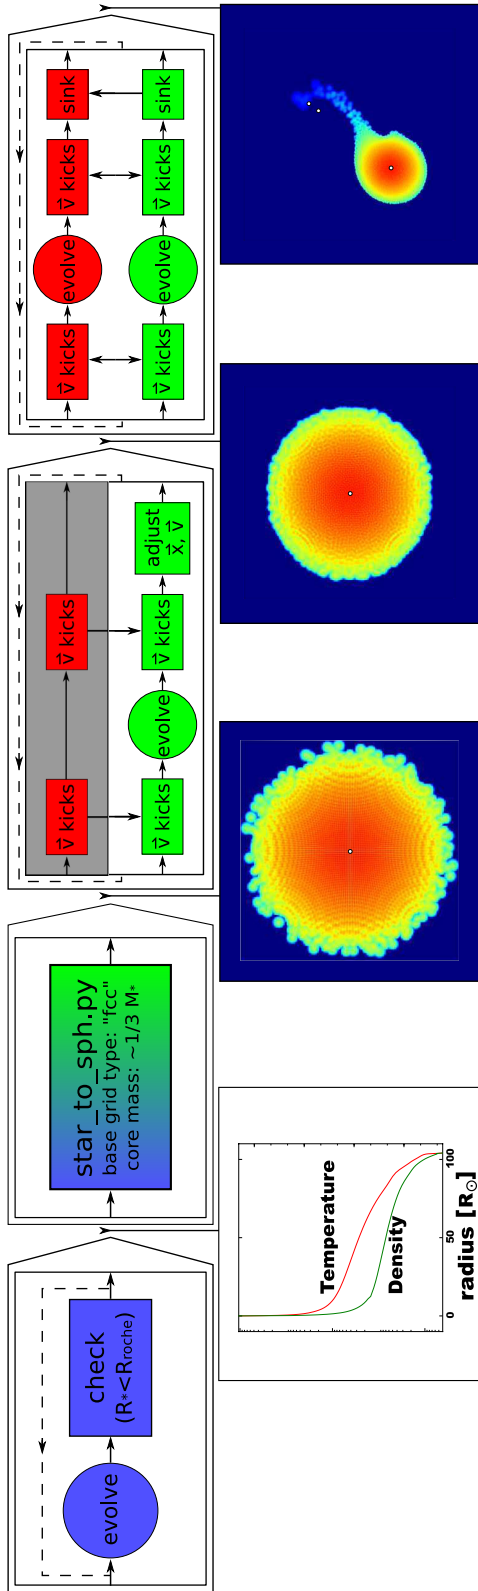 evolve
check
(R*<Rroche)
star_to_sph.py
base grid type: "fcc"
core mass: ~1/3 M*
v⃗ kicks
v⃗ kicks
v⃗ kicks
evolve
v⃗ kicks
adjust
x⃗, v⃗
v⃗ kicks
evolve
v⃗ kicks
sink
v⃗ kicks
evolve
v⃗ kicks
sink
Temperature
Density
0
50
100
radius [R⊙]